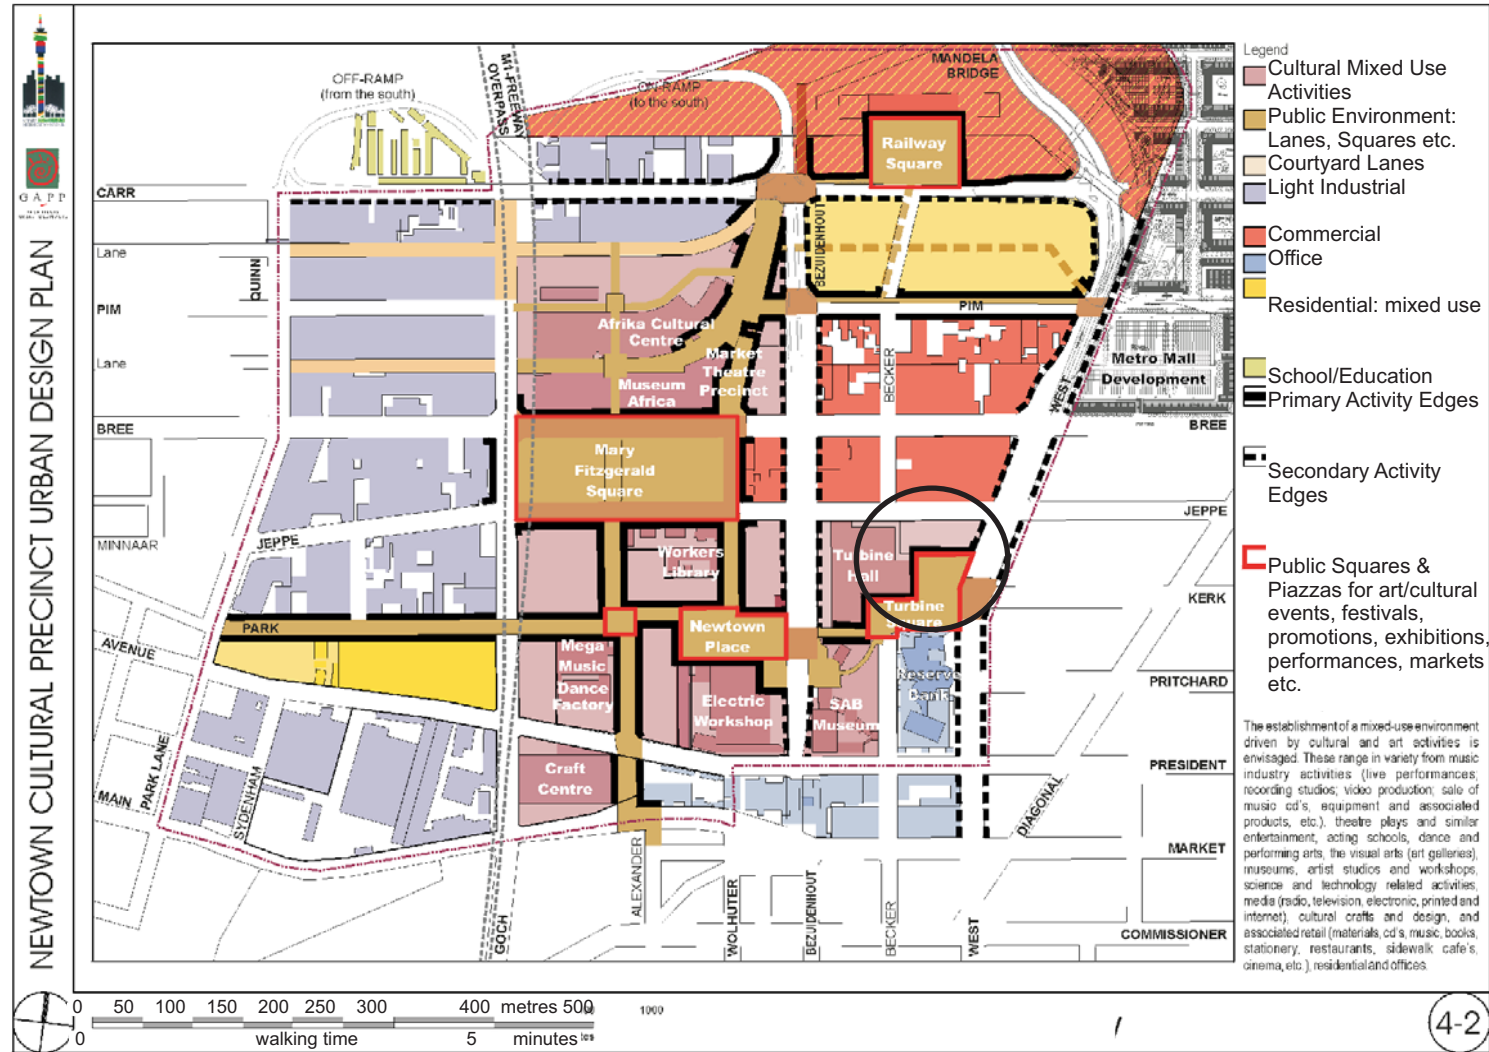 NEWTOWN CULTURAL PRECINCT URBAN DESIGN PLAN
GAPP
OFF-RAMP
(from the south)
M1-FREEWAY
OVERPASS
ON-RAMP
(to the south)
MANDELA
BRIDGE
Railway
Square
CARR
Lane
QUINN
PIM
Lane
BEZUIDENHOUT
PIM
Afrika Cultural
Centre
Market
Theatre
Precinct
Museum
Africa
BECKER
Metro Mall
Development
WEST
BREE
BREE
Mary
Fitzgerald
Square
JEPPE
MINNAAR
JEPPE
Workers
Library
Turbine
Hall
Turbine
Square
KERK
PARK
AVENUE
Newtown
Place
Mega
Music
Dance
Factory
Electric
Workshop
SAB
Museum
Reserve
Bank
PRITCHARD
PARK LANE
MAIN
SYDENHAM
Craft
Centre
PRESIDENT
DIAGONAL
MARKET
ALEXANDER
GOCH
WOLHUTER
BEZUIDENHOUT
BECKER
WEST
COMMISSIONER
Legend
Cultural Mixed Use
Activities
Public Environment:
Lanes, Squares etc.
Courtyard Lanes
Light Industrial
Commercial
Office
Residential: mixed use
School/Education
Primary Activity Edges
Secondary Activity
Edges
Public Squares &
Piazzas for art/cultural
events, festivals,
promotions, exhibitions,
performances, markets
etc.
The establishment of a mixed-use environment
driven by cultural and art activities is
envisaged. These range in variety from music
industry activities (live performances;
recording studios; video production; sale of
music cd's, equipment and associated
products, etc.), theatre plays and similar
entertainment, acting schools, dance and
performing arts, the visual arts (art galleries),
museums, artist studios and workshops,
science and technology related activities,
media (radio, television, electronic, printed and
internet), cultural crafts and design, and
associated retail (materials, cd's, music, books,
stationery, restaurants, sidewalk cafe's,
cinema, etc.), residential and offices.
0 50 100 150 200 250 300 400 metres 500
1000
0 walking time 5 minutes
4-2